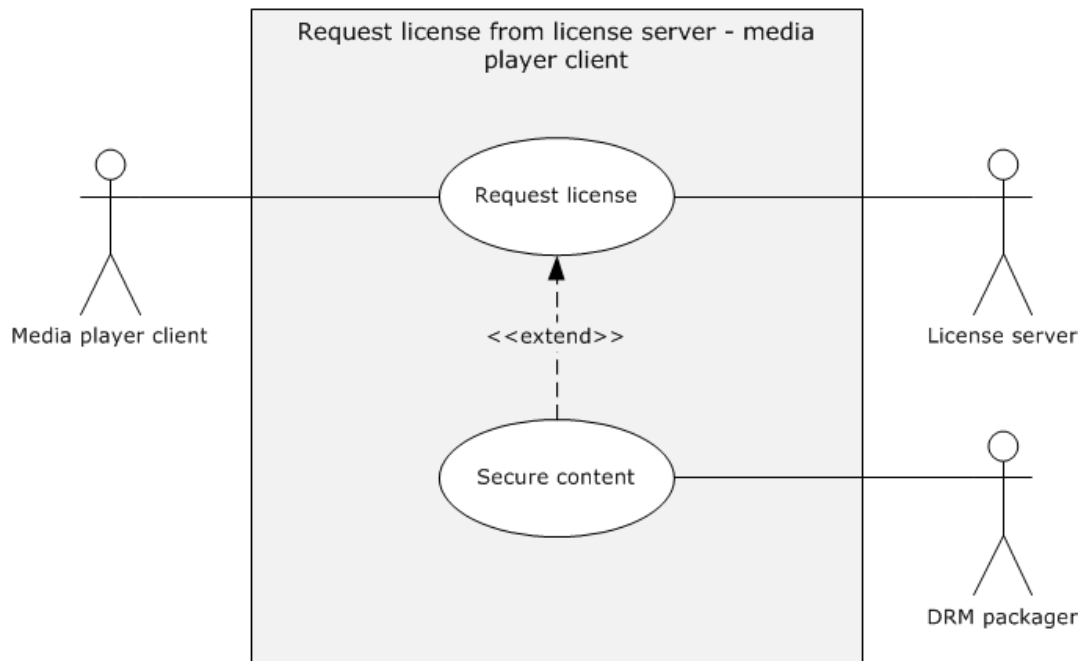 Request license from license server - media
player client
Request license
Media player client
<<extend>>
License server
Secure content
DRM packager